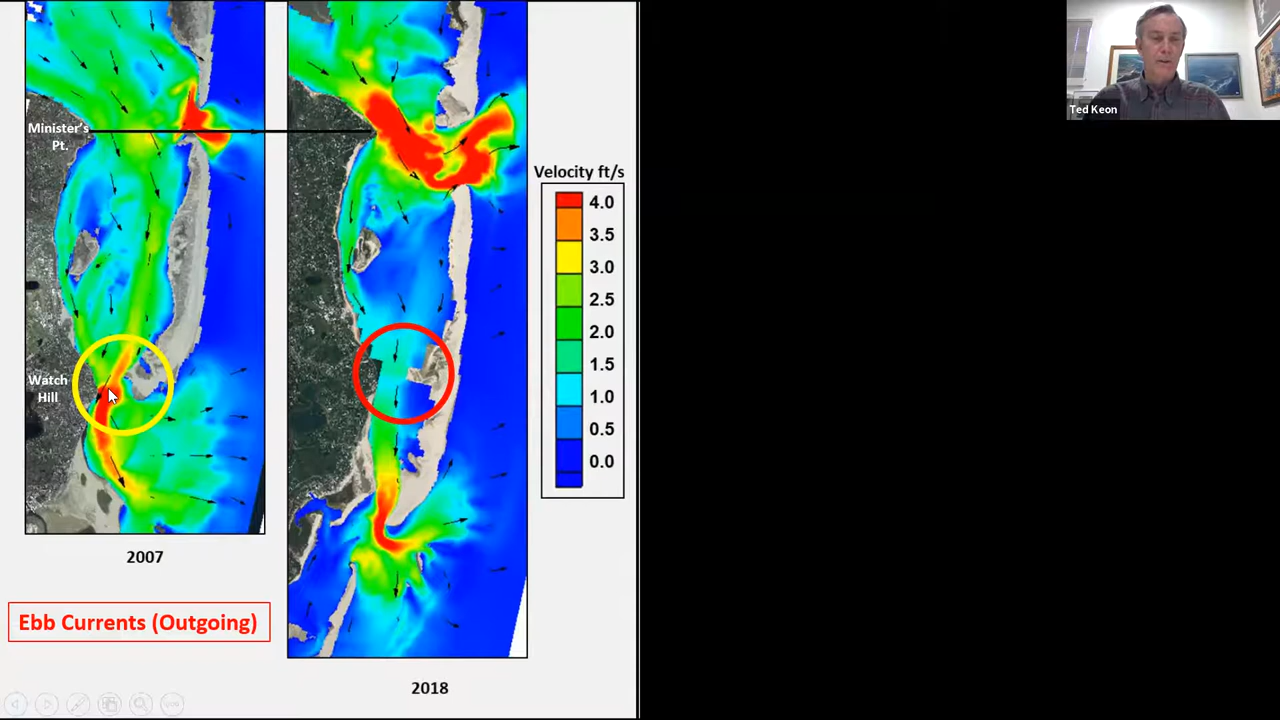 Minister's
Pt.
Watch
Hill
2007
Ebb Currents (Outgoing)
2018
Velocity ft/s
4.0
3.5
3.0
2.5
2.0
1.5
1.0
0.5
0.0
Ted Keon